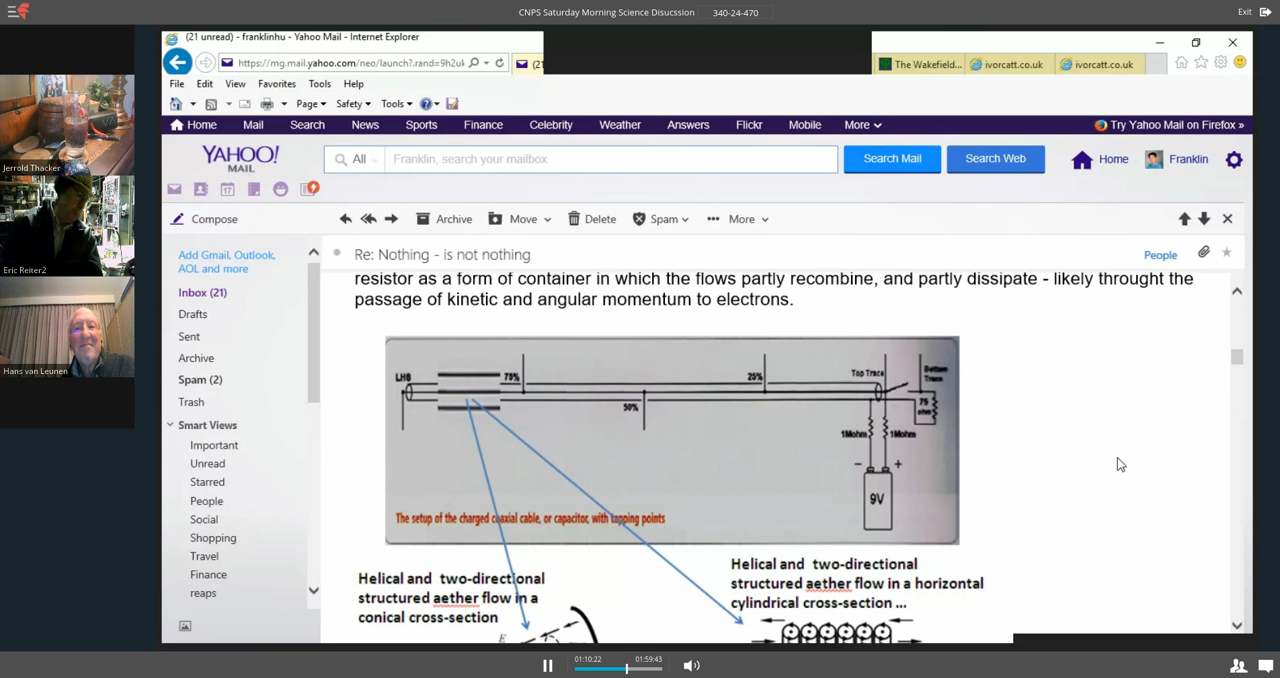 CNPS Saturday Morning Science Disucssion
340-24-470
Exit
Jerrold Thacker
Eric Reiter2
Hans van Leunen
(21 unread) - franklinhu - Yahoo Mail - Internet Explorer
https://mg.mail.yahoo.com/neo/launch?.rand=9h2uk
(21
The Wakefield...
ivorcatt.co.uk
ivorcatt.co.uk
File Edit View Favorites Tools Help
Page Safety Tools
Home Mail Search News Sports Finance Celebrity Weather Answers Flickr Mobile More Try Yahoo Mail on Firefox »
YAHOO!
MAIL
All
Franklin, search your mailbox
Search Mail
Search Web
Home
Franklin
17
Compose
Archive Move Delete Spam More
Add Gmail, Outlook,
AOL and more
Inbox (21)
Drafts
Sent
Archive
Spam (2)
Trash
Smart Views
Important
Unread
Starred
People
Social
Shopping
Travel
Finance
reaps
Re: Nothing - is not nothing
People
resistor as a form of container in which the flows partly recombine, and partly dissipate - likely throught the
passage of kinetic and angular momentum to electrons.
LHS
75%
50%
25%
Top Trace
Bottom
Trace
75
ohm
1Mohm
1Mohm
- +
9V
The setup of the charged coaxial cable, or capacitor, with tapping points
Helical and two-directional
structured aether flow in a
conical cross-section
E
Helical and two-directional
structured aether flow in a horizontal
cylindrical cross-section ...
01:10:22
01:59:43